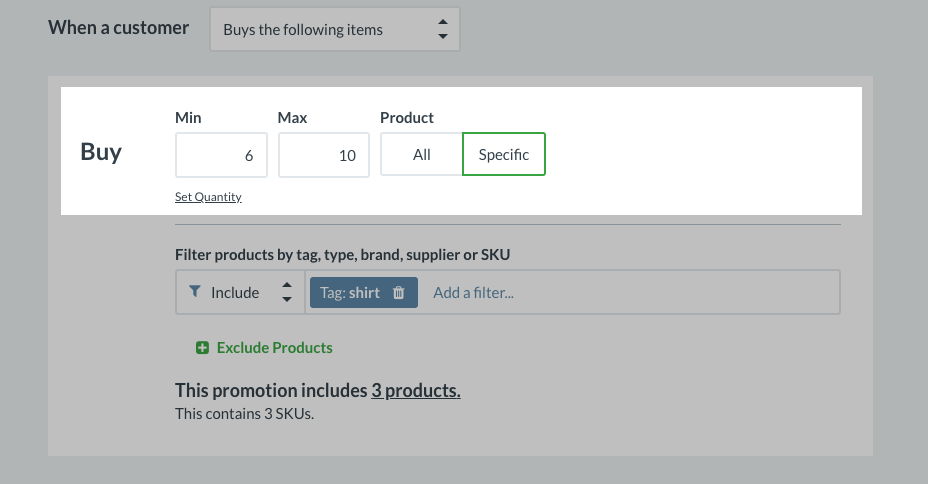 When a customer Buys the following items
Min Max Product
Buy 6 10 All Specific
Set Quantity
Filter products by tag, type, brand, supplier or SKU
Include Tag: shirt Add a filter...
Exclude Products
This promotion includes 3 products.
This contains 3 SKUs.